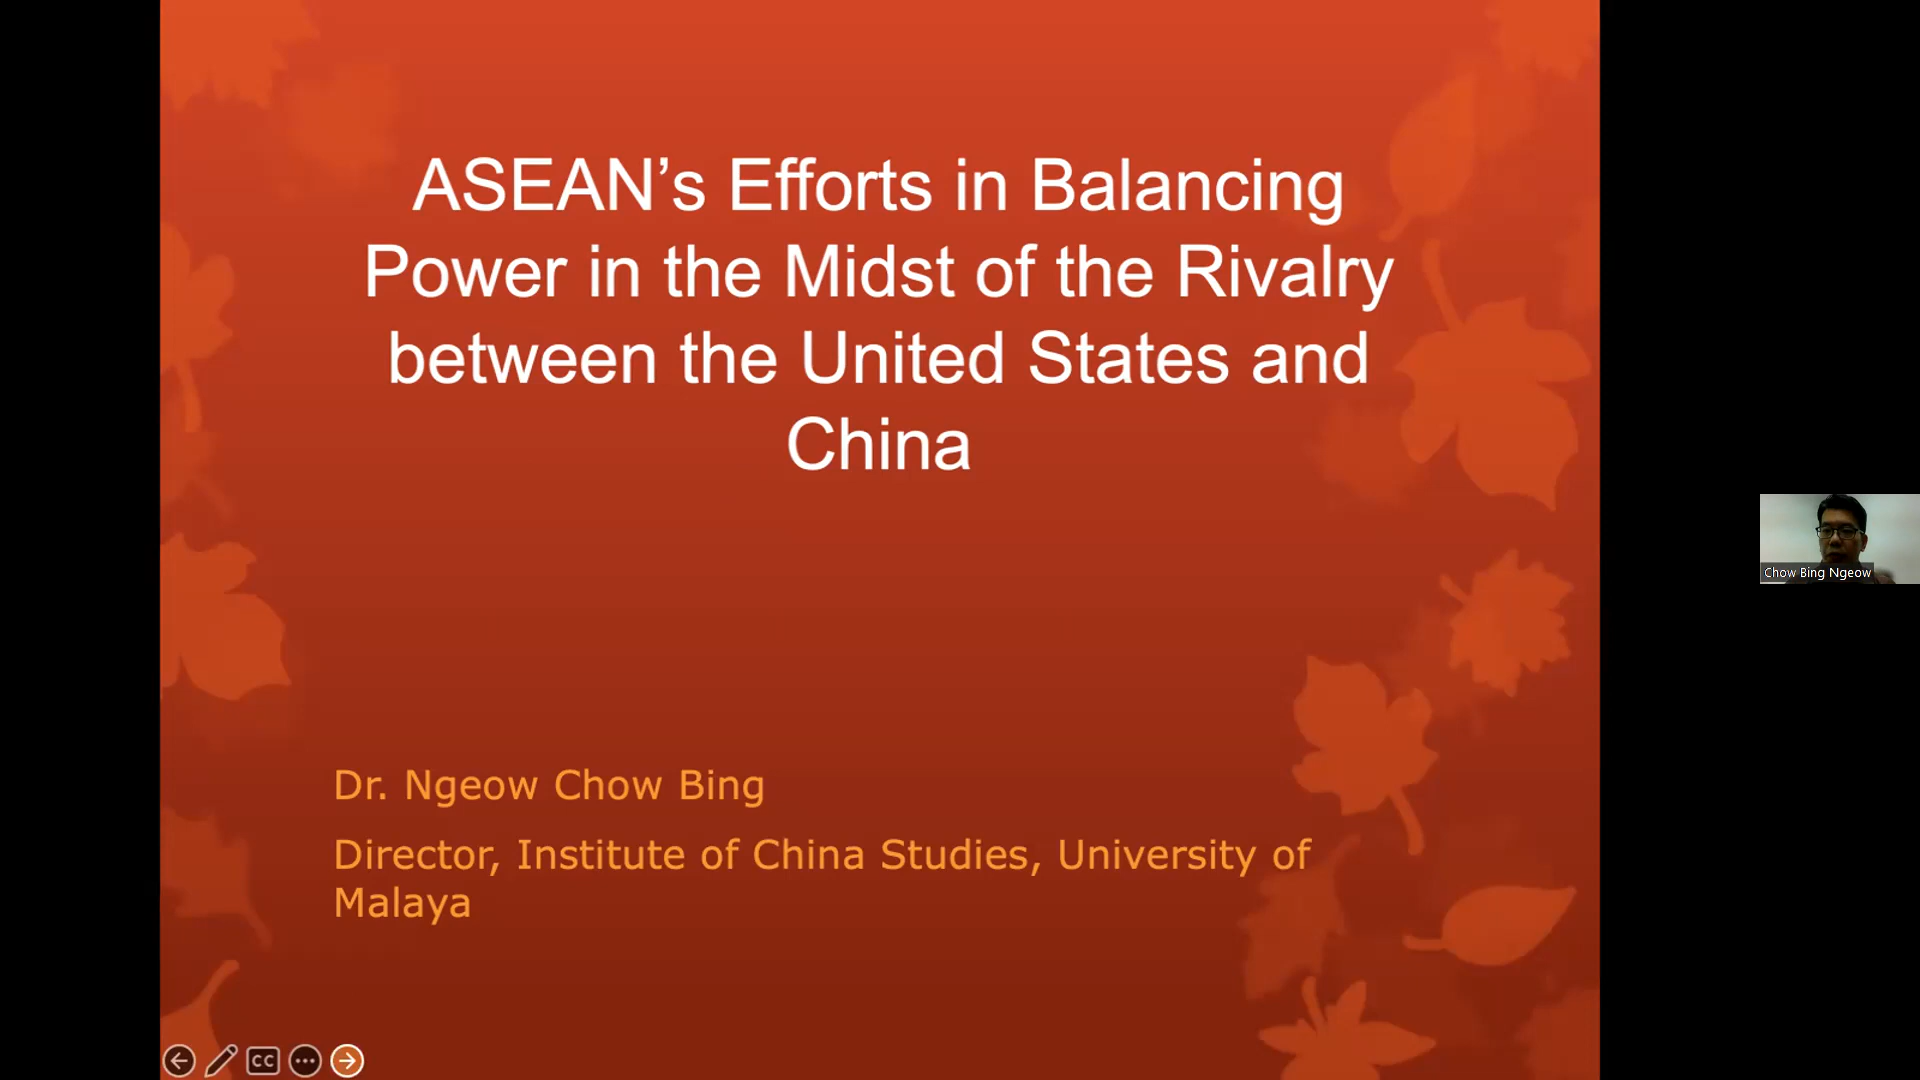 ASEAN’s Efforts in Balancing
Power in the Midst of the Rivalry
between the United States and
China
Chow Bing Ngeow
Dr. Ngeow Chow Bing
Director, Institute of China Studies, University of
Malaya
CC